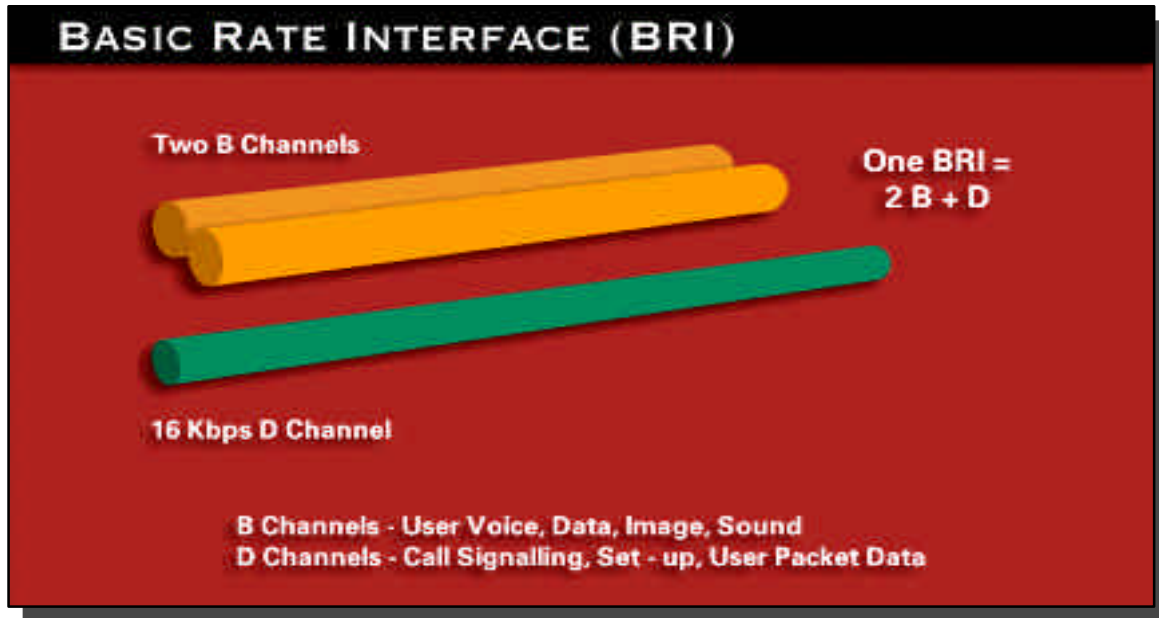 BASIC RATE INTERFACE (BRI)
Two B Channels
One BRI =
2 B + D
16 Kbps D Channel
B Channels - User Voice, Data, Image, Sound
D Channels - Call Signalling, Set - up, User Packet Data